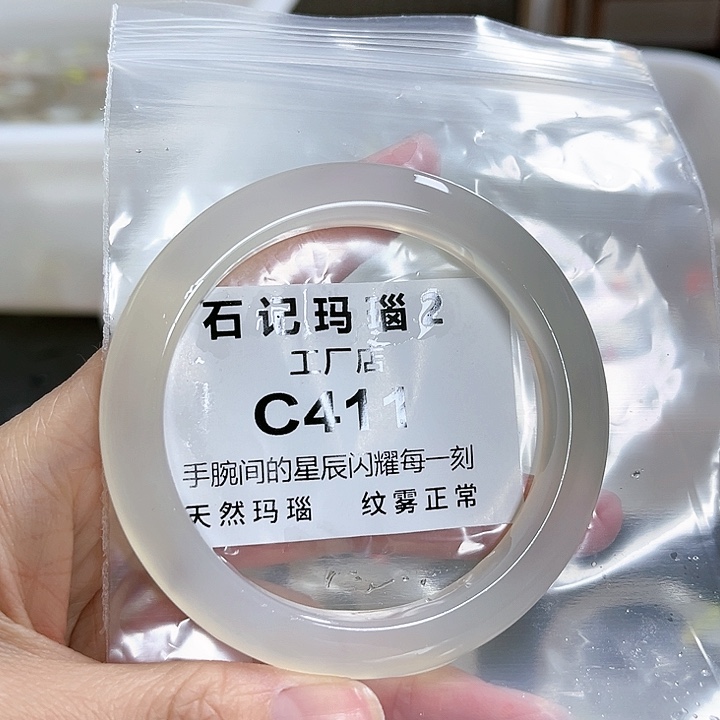 石记玛瑙2
工厂店
C411
手腕间的星辰闪耀每一刻
天然玛瑙 纹雾正常